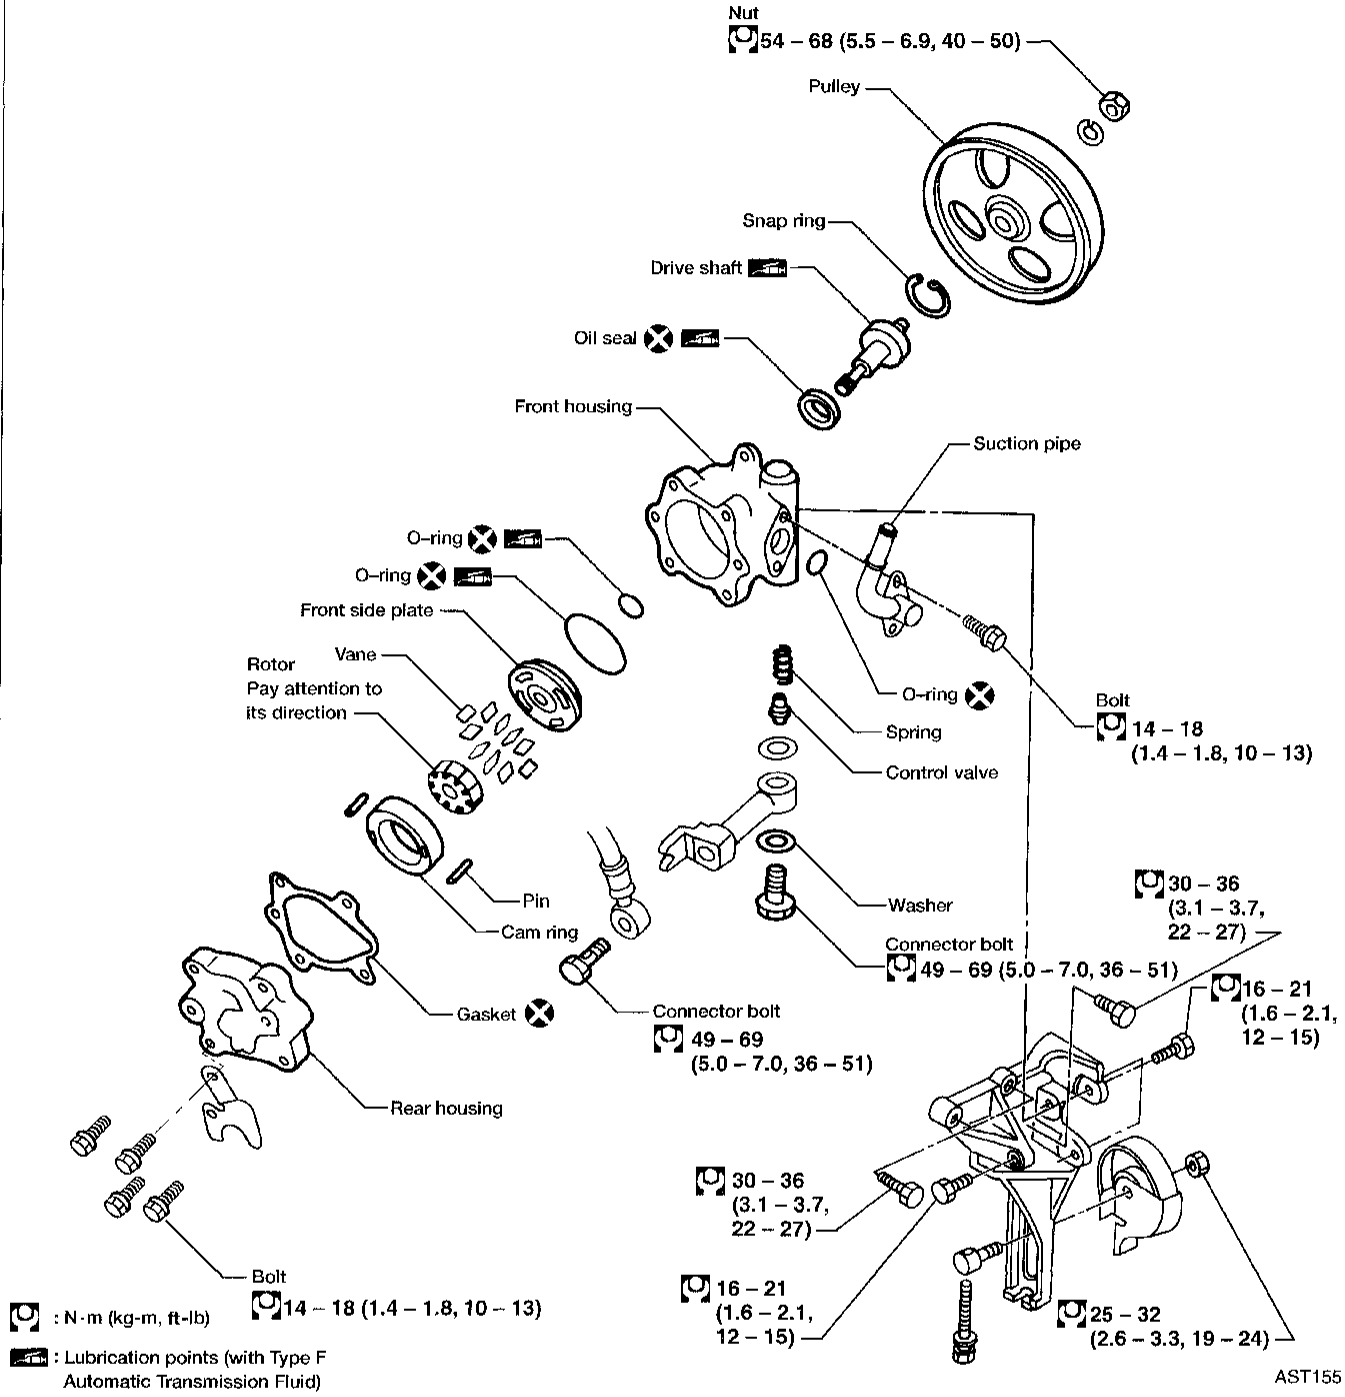 Nut
54 – 68 (5.5 – 6.9, 40 – 50)
Pulley
Snap ring
Drive shaft
Oil seal
Front housing
Suction pipe
O-ring
O-ring
Front side plate
Vane
Rotor
Pay attention to
its direction
O-ring
Bolt
14 – 18
(1.4 – 1.8, 10 – 13)
Spring
Control valve
Pin
Cam ring
Washer
30 – 36
(3.1 – 3.7,
22 – 27)
Connector bolt
49 – 69 (5.0 – 7.0, 36 – 51)
16 – 21
(1.6 – 2.1,
12 – 15)
Gasket
Connector bolt
49 – 69
(5.0 – 7.0, 36 – 51)
Rear housing
30 – 36
(3.1 – 3.7,
22 – 27)
16 – 21
(1.6 – 2.1,
12 – 15)
25 – 32
(2.6 – 3.3, 19 – 24)
Bolt
14 – 18 (1.4 – 1.8, 10 – 13)
: N·m (kg-m, ft-lb)
: Lubrication points (with Type F
Automatic Transmission Fluid)
AST155